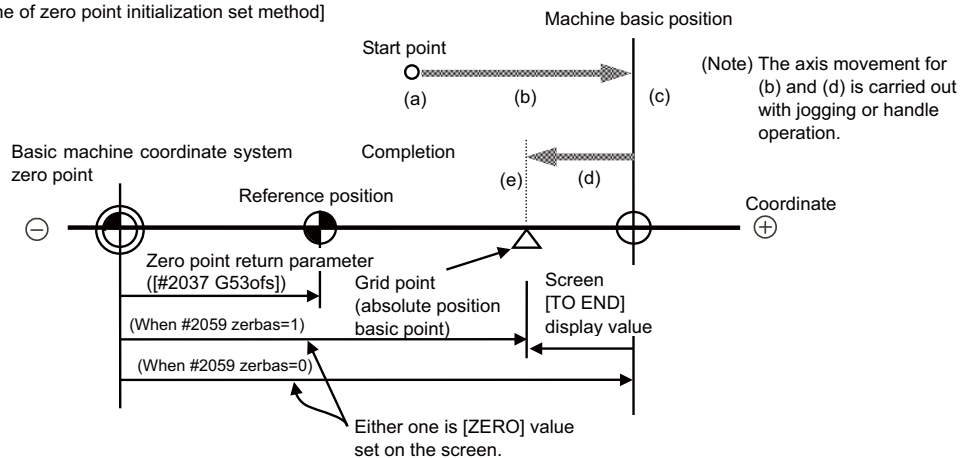 ne of zero point initialization set method]
Machine basic position
Start point
(a)
(b)
(c)
(Note) The axis movement for
(b) and (d) is carried out
with jogging or handle
operation.
Basic machine coordinate system
zero point
Completion
(e)
(d)
Reference position
Coordinate
Zero point return parameter
([#2037 G53ofs])
Grid point
(absolute position
basic point)
Screen
[TO END]
display value
(When #2059 zerbas=1)
(When #2059 zerbas=0)
Either one is [ZERO] value
set on the screen.